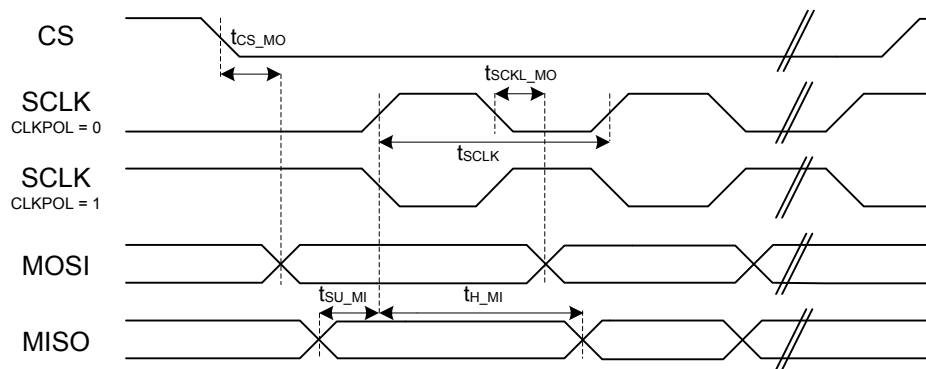 CS
tCS_MO
SCLK
CLKPOL = 0
tSCKL_MO
tSCLK
SCLK
CLKPOL = 1
MOSI
tSU_MI
tH_MI
MISO